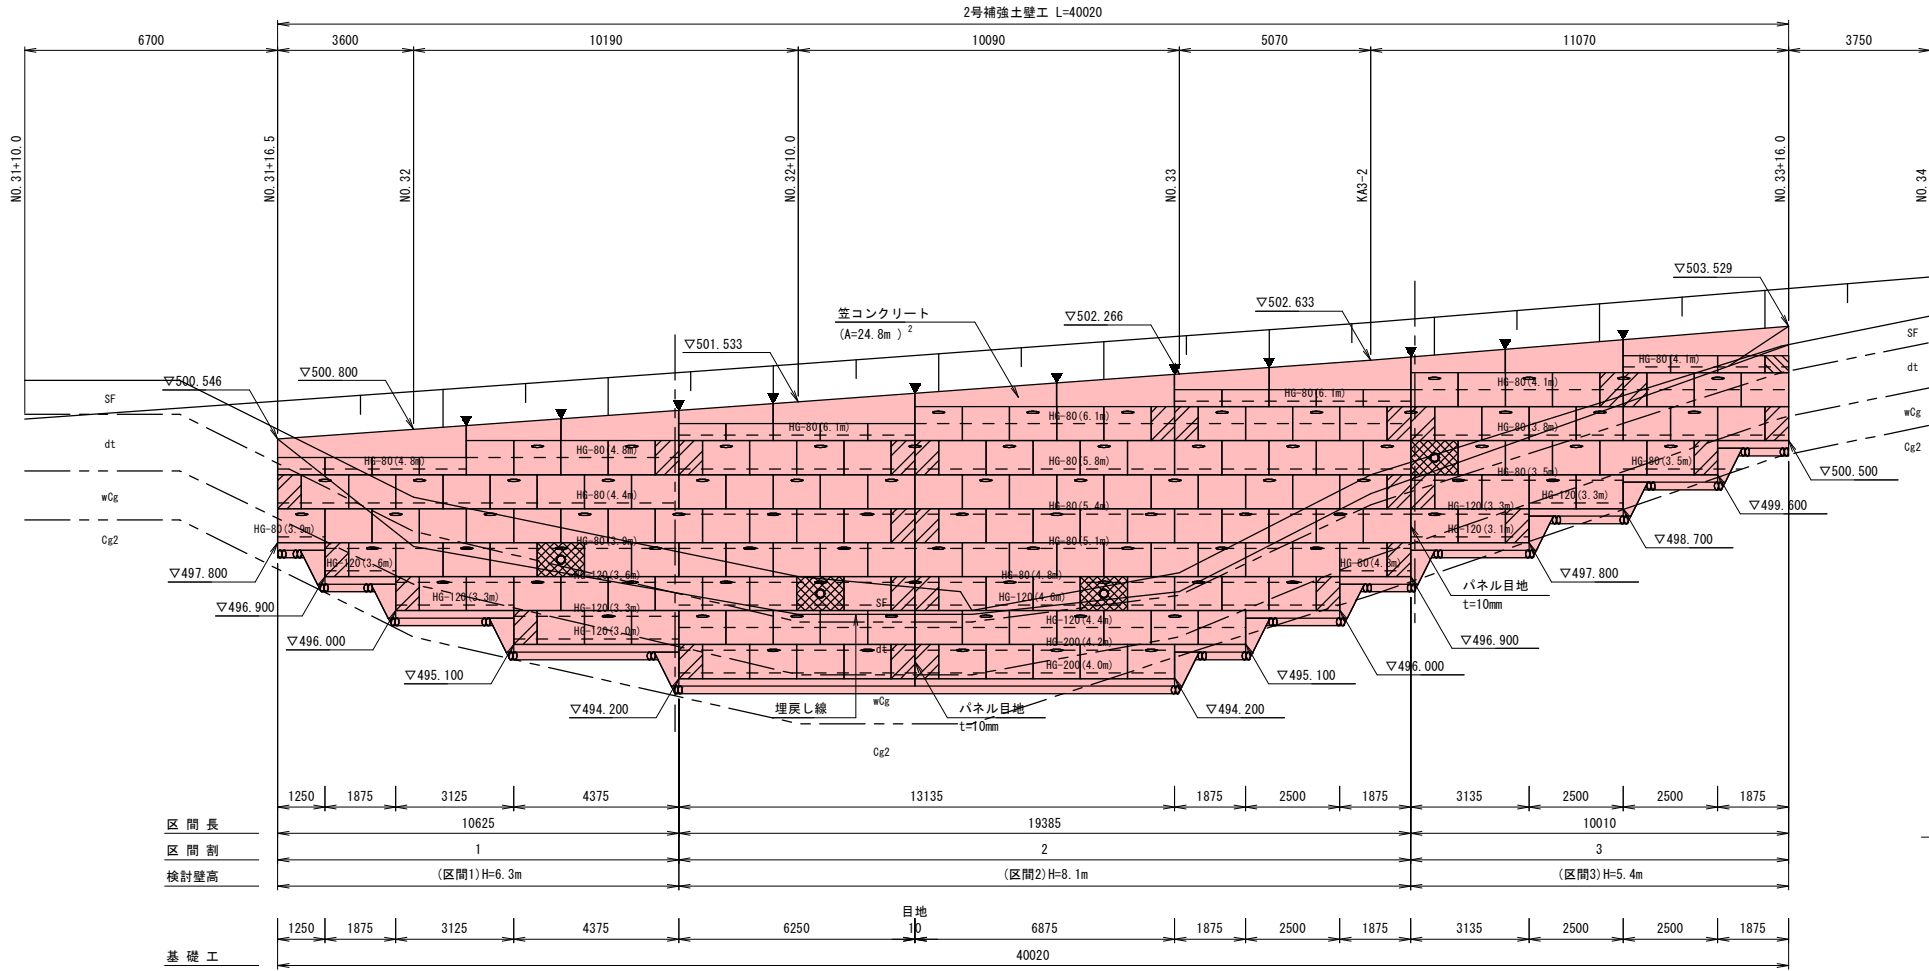 2号補強土壁工 L=40020
6700
3600
10190
10090
5070
11070
3750
NO.31+10.0
NO.31+16.5
NO.32
NO.32+10.0
NO.33
KA3-2
NO.33+16.0
NO.34
▽503.529
▽502.633
▽502.266
笠コンクリート
(A=24.8m )2
▽501.533
▽500.800
▽500.546
SF
dt
wCg
Cg2
SF
dt
wCg
Cg2
HG-80(4.1m)
HG-80(4.1m)
HG-80(6.1m)
HG-80(6.1m)
HG-80(6.1m)
HG-80(3.8m)
HG-80(4.8m)
HG-80(4.8m)
HG-80(5.8m)
HG-80(3.5m)
HG-80(3.5m)
HG-80(4.4m)
HG-80(5.4m)
HG-120(3.3m)
HG-120(3.3m)
HG-80(3.9m)
HG-80(3.9m)
HG-80(5.1m)
HG-120(3.1m)
HG-120(3.6m)
HG-120(3.6m)
HG-80(4.8m)
HG-80(4.8m)
HG-120(3.3m)
HG-120(3.3m)
HG-120(4.6m)
SF
HG-120(3.0m)
HG-120(4.4m)
dt
HG-200(4.2m)
HG-200(4.0m)
wCg
Cg2
▽500.500
▽499.600
▽498.700
▽497.800
▽497.800
▽496.900
▽496.000
▽495.100
▽494.200
埋戻し線
パネル目地
t=10mm
▽494.200
▽495.100
▽496.000
▽496.900
パネル目地
t=10mm
1250
1875
3125
4375
13135
1875
2500
1875
3135
2500
2500
1875
区間長
10625
19385
10010
区間割
1
2
3
検討壁高
(区間1)H=6.3m
(区間2)H=8.1m
(区間3)H=5.4m
目地
1250
1875
3125
4375
6250
10
6875
1875
2500
1875
3135
2500
2500
1875
基礎工
40020